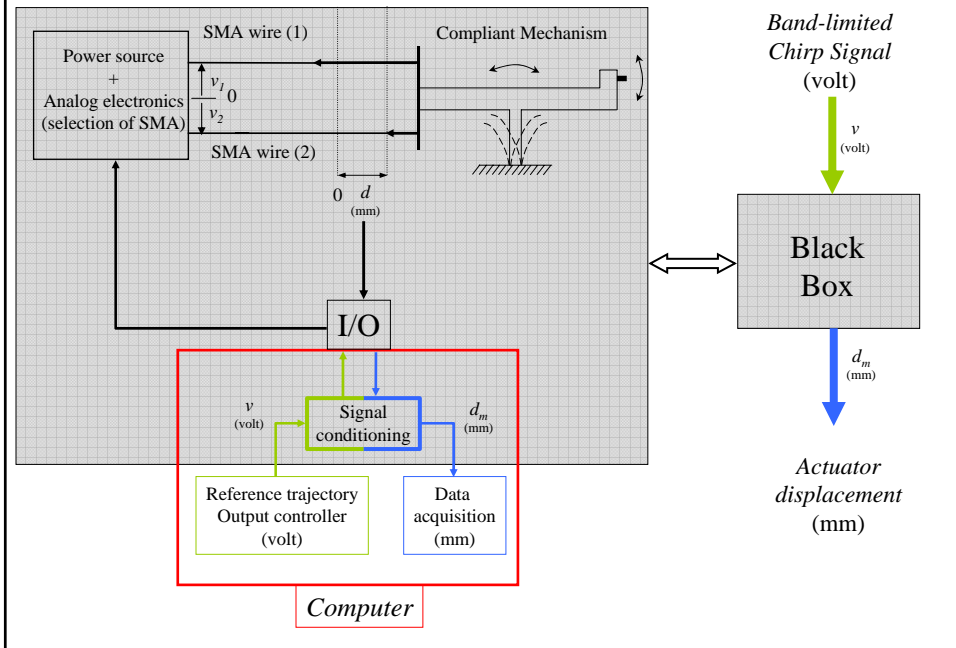 SMA wire (1)
Compliant Mechanism
Power source
+
Analog electronics
(selection of SMA)
v1
0
v2
SMA wire (2)
0
d
(mm)
I/O
v
(volt)
Signal
conditioning
dm
(mm)
Reference trajectory
Output controller
(volt)
Data
acquisition
(mm)
Computer
Band-limited
Chirp Signal
(volt)
v
(volt)
Black
Box
dm
(mm)
Actuator
displacement
(mm)